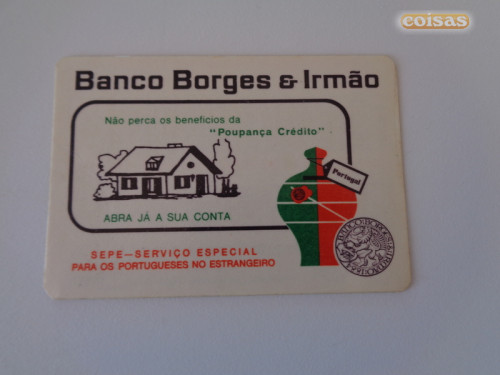 coisas
Banco Borges & Irmão
Não perca os beneficios da
"Poupança Crédito"
Portugal
ABRA JÁ A SUA CONTA
SEPE—SERVIÇO ESPECIAL
PARA OS PORTUGUESES NO ESTRANGEIRO